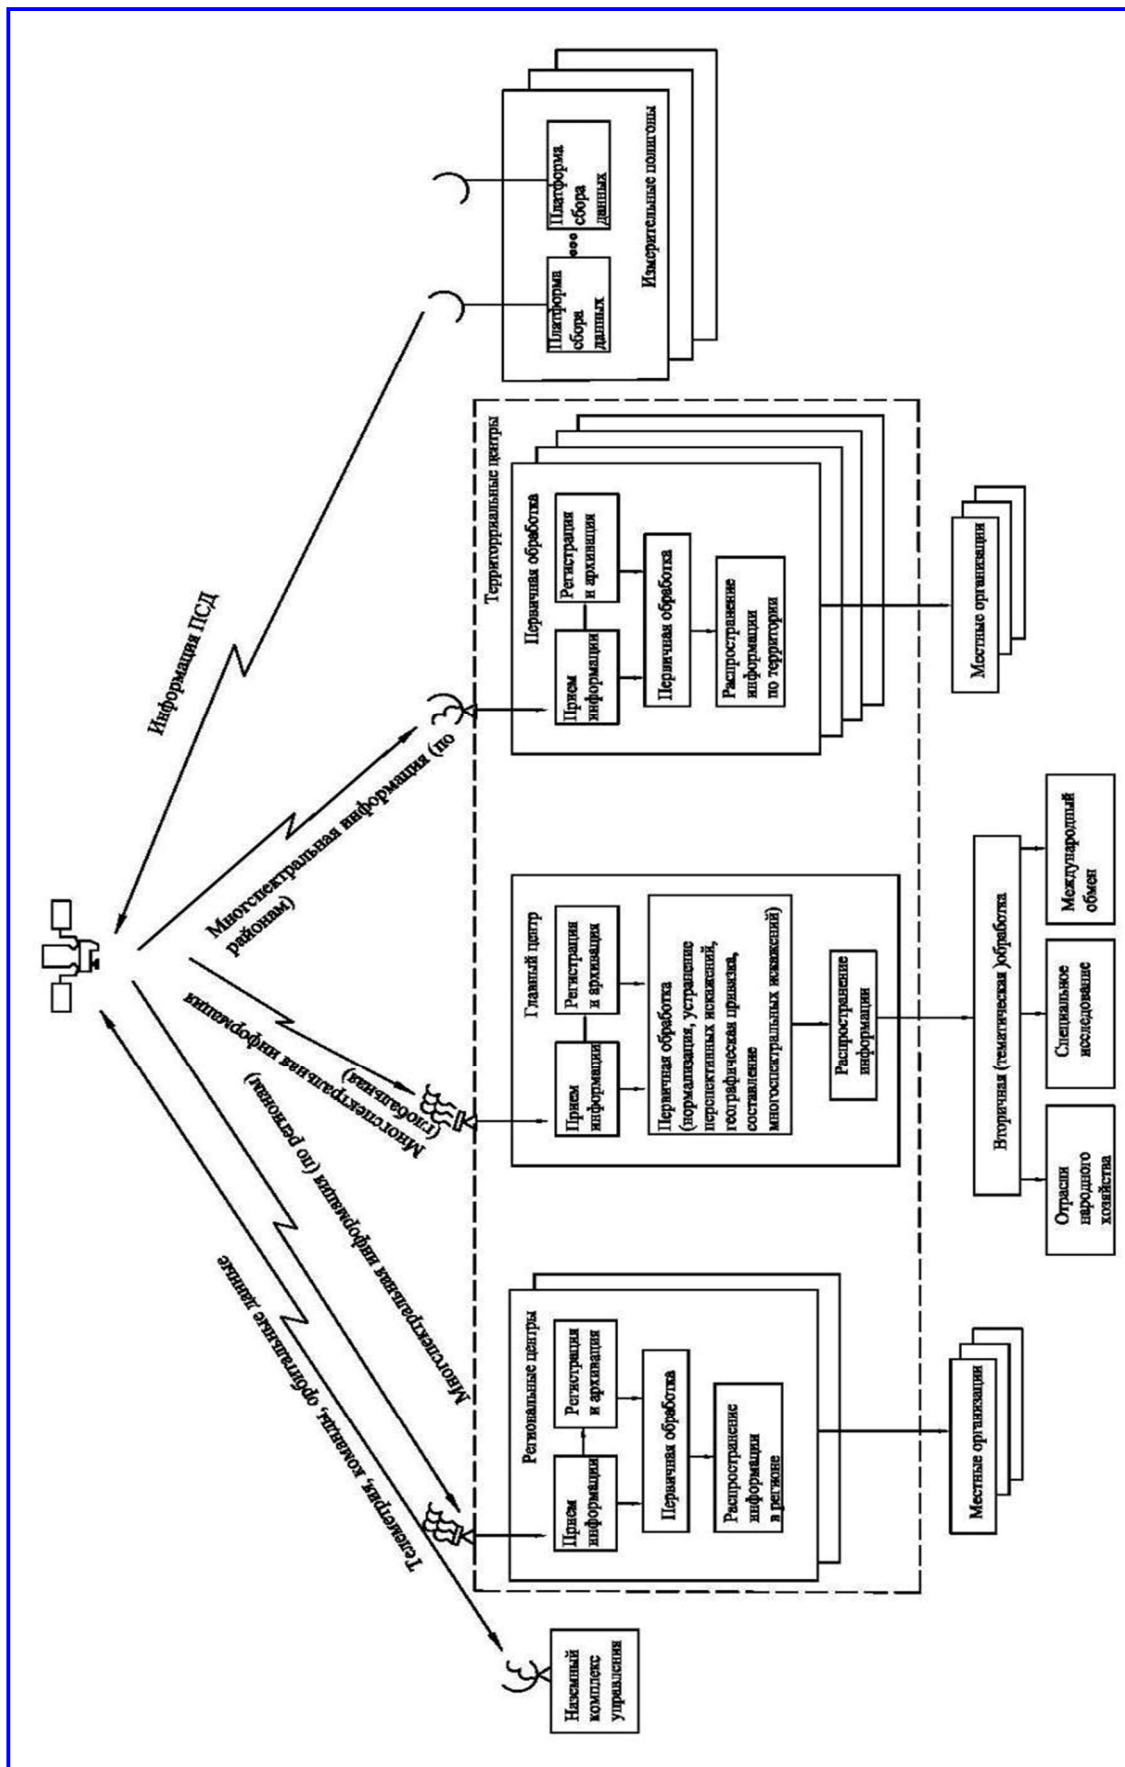 Телеметрия, команды, орбитальные данные
Многспектральная информация (по регионам)
Многспектральная информация
(глобальная)
Многспектральная информация (по
районам)
Информация ПСД
Наземный
комплекс
управления
Региональные центры
Прием
информации
Регистрация
и архивация
Первичная обработка
Распространение
информации
в регионе
Местные организации
Главный центр
Прием
информации
Регистрация
и архивация
Первичная обработка
(нормализация, устранение
перспективных искажений,
географическая привязка,
составление
многоспектральных искажений)
Распространение
информации
Вторичная (тематическая )обработка
Отрасли
народного
хозяйства
Специальное
исследование
Международный
обмен
Территорриальные центры
Первичная обработка
Прием
информации
Регистрация
и архивация
Первичная обработка
Распространение
информации
по территории
Местные организации
Платформа
сбора
данных
Платформа
сбора
данных
Измерительные полигоны